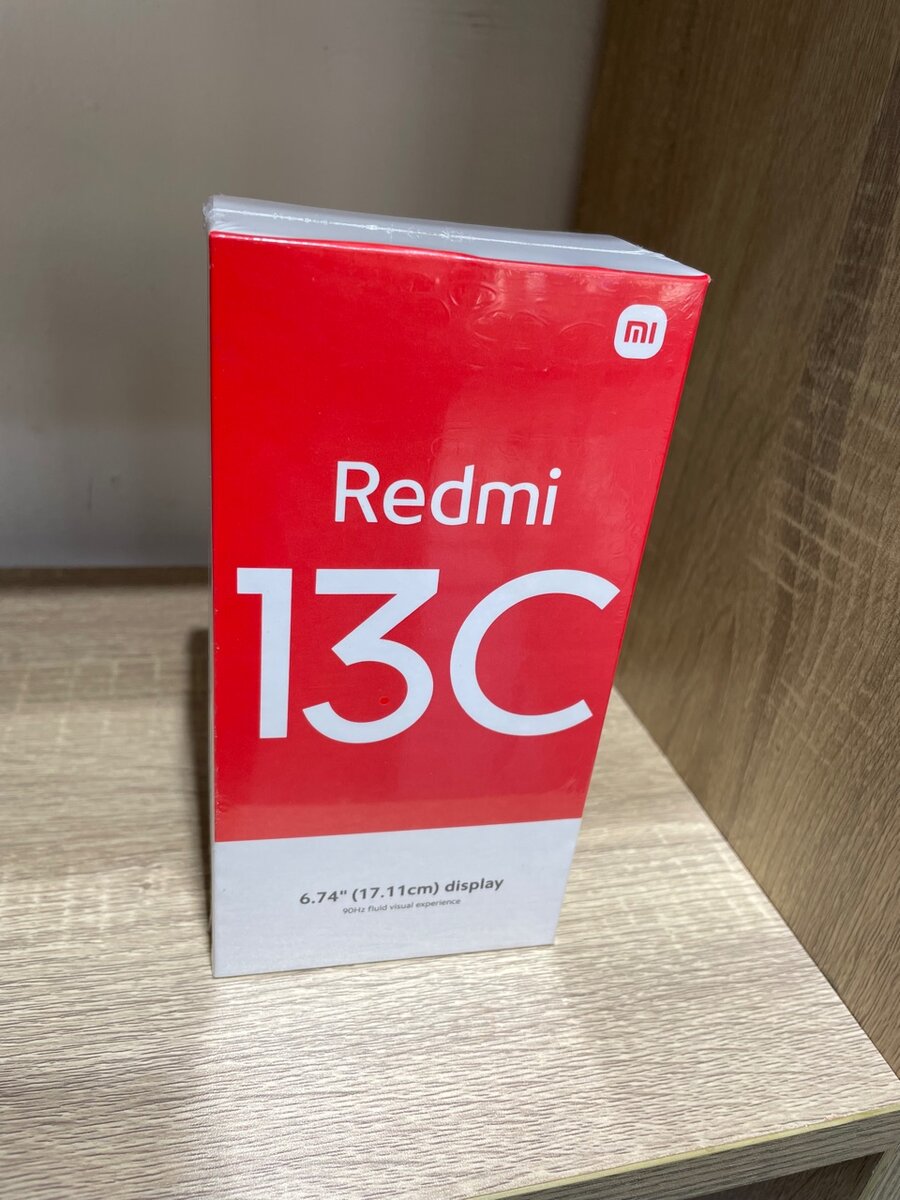 mi
Redmi
13C
6.74" (17.11cm) display
90Hz fluid visual experience